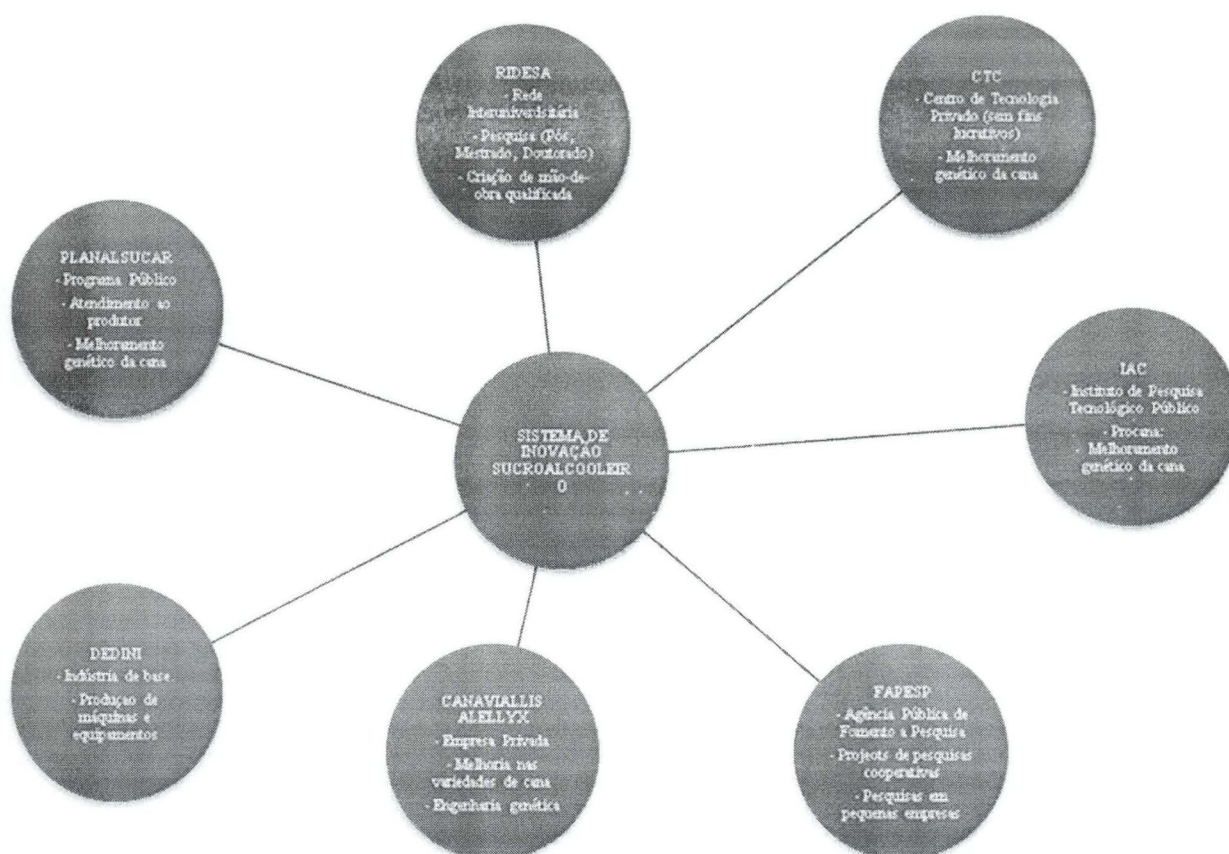 RIDESA
- Rede
Interuniversitária
- Pesquisa (Pós,
Mestrado, Doutorado)
- Criação de mão-de-
obra qualificada
CTC
- Centro de Tecnologia
Privado (sem fins
lucrativos)
- Melhoramento
genético da cana
PLANALSUCAR
- Programa Público
- Atendimento ao
produtor
- Melhoramento
genético da cana
IAC
- Instituto de Pesquisa
Tecnológico Público
- Procana:
- Melhoramento
genético da cana
SISTEMA DE
INOVAÇÃO
SUCROALCOOLEIR
O
DEDINI
- Indústria de base
- Produçao de
máquinas e
equipamentos
CANAVIALLIS
ALELLYX
- Empresa Privada
- Melhoria nas
variedades de cana
- Engenharia genética
FAPESP
- Agência Pública de
Fomento a Pesquisa
- Projeots de pesquisas
cooperativas
- Pesquisas em
pequenas empresas